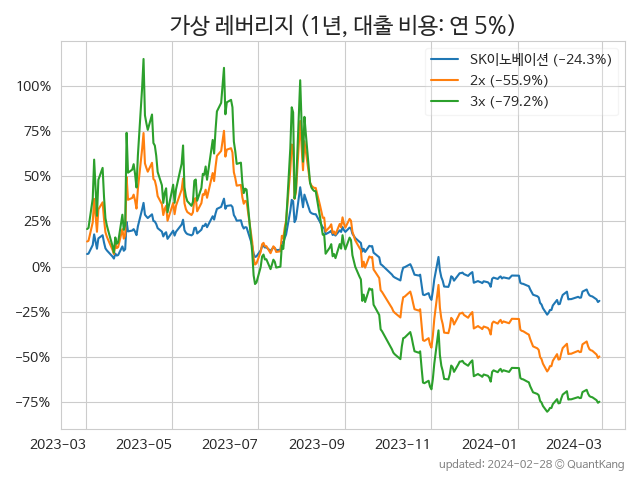 가상 레버리지 (1년, 대출 비용: 연 5%)
SK이노베이션 (−24.3%)
2x (−55.9%)
3x (−79.2%)
100%
75%
50%
25%
0%
−25%
−50%
−75%
2023-03 2023-05 2023-07 2023-09 2023-11 2024-01 2024-03
updated: 2024-02-28 © QuantKang